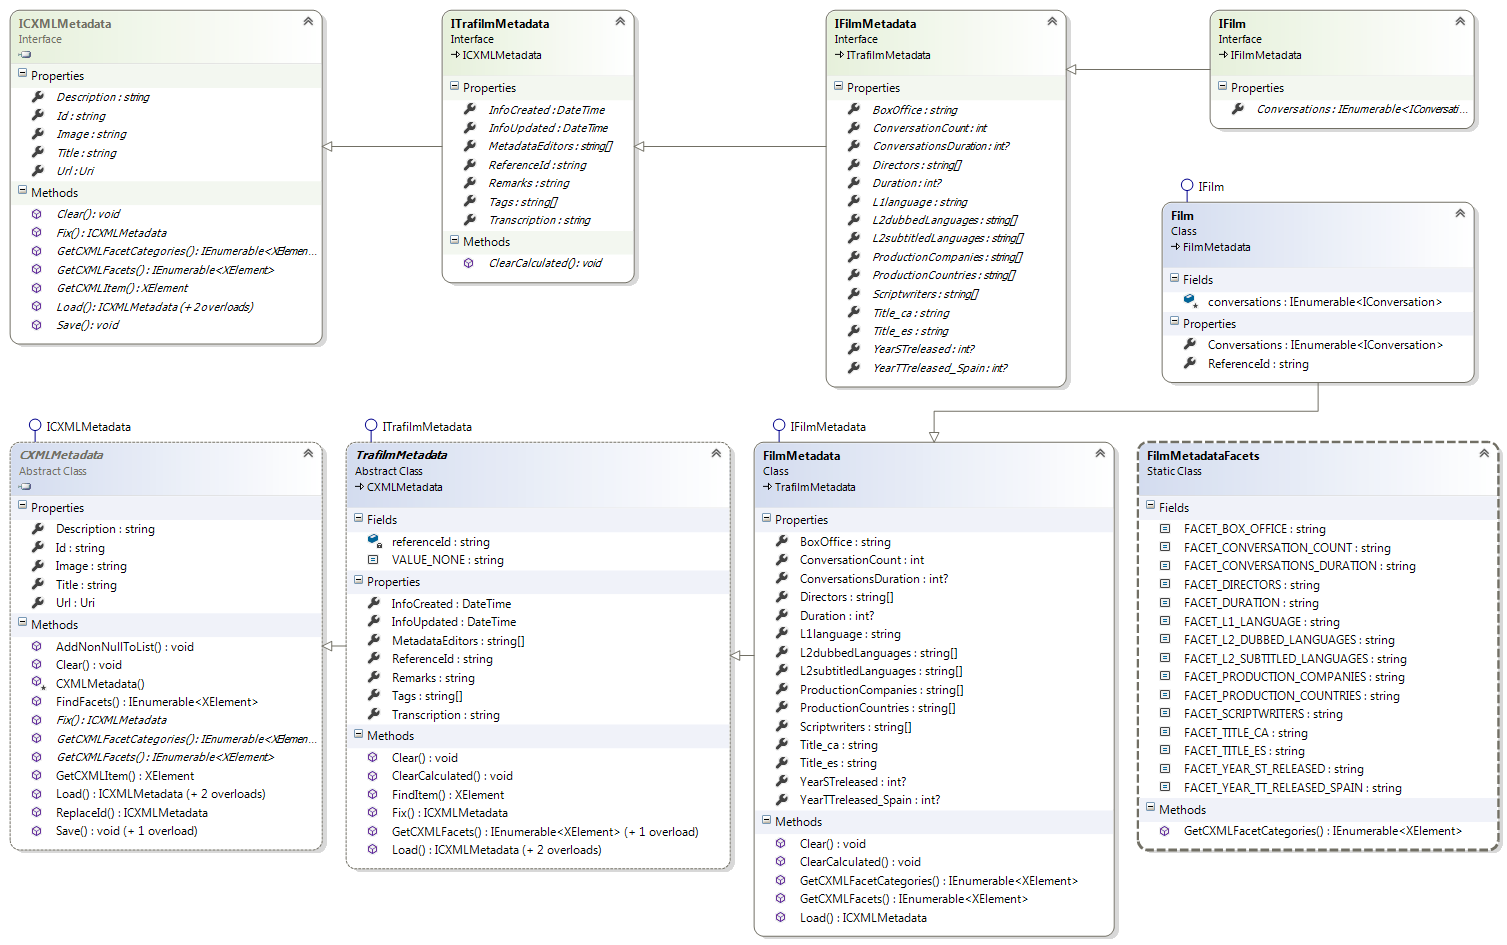 ICXMLMetadata
Interface
Properties
Description : string
Id : string
Image : string
Title : string
Url : Uri
Methods
Clear() : void
Fix() : ICXMLMetadata
GetCXMLFacetCategories() : IEnumerable<XElemen...
GetCXMLFacets() : IEnumerable<XElement>
GetCXMLItem() : XElement
Load() : ICXMLMetadata (+ 2 overloads)
Save() : void
ITrafilmMetadata
Interface
ICXMLMetadata
Properties
InfoCreated : DateTime
InfoUpdated : DateTime
MetadataEditors : string[]
ReferenceId : string
Remarks : string
Tags : string[]
Transcription : string
Methods
ClearCalculated() : void
IFilmMetadata
Interface
ITrafilmMetadata
Properties
BoxOffice : string
ConversationCount : int
ConversationsDuration : int?
Directors : string[]
Duration : int?
L1language : string
L2dubbedLanguages : string[]
L2subtitledLanguages : string[]
ProductionCompanies : string[]
ProductionCountries : string[]
Scriptwriters : string[]
Title_ca : string
Title_es : string
YearSTreleased : int?
YearTTreleased_Spain : int?
IFilm
Interface
IFilmMetadata
Properties
Conversations : IEnumerable<IConversati...
IFilm
Film
Class
FilmMetadata
Fields
conversations : IEnumerable<IConversation>
Properties
Conversations : IEnumerable<IConversation>
ReferenceId : string
ICXMLMetadata
CXMLMetadata
Abstract Class
Properties
Description : string
Id : string
Image : string
Title : string
Url : Uri
Methods
AddNonNullToList() : void
Clear() : void
CXMLMetadata()
FindFacets() : IEnumerable<XElement>
Fix() : ICXMLMetadata
GetCXMLFacetCategories() : IEnumerable<XElemen...
GetCXMLFacets() : IEnumerable<XElement>
GetCXMLItem() : XElement
Load() : ICXMLMetadata (+ 2 overloads)
ReplaceId() : ICXMLMetadata
Save() : void (+ 1 overload)
ITrafilmMetadata
TrafilmMetadata
Abstract Class
CXMLMetadata
Fields
referenceId : string
VALUE_NONE : string
Properties
InfoCreated : DateTime
InfoUpdated : DateTime
MetadataEditors : string[]
ReferenceId : string
Remarks : string
Tags : string[]
Transcription : string
Methods
Clear() : void
ClearCalculated() : void
FindItem() : XElement
Fix() : ICXMLMetadata
GetCXMLFacets() : IEnumerable<XElement> (+ 1 overload)
Load() : ICXMLMetadata (+ 2 overloads)
IFilmMetadata
FilmMetadata
Class
TrafilmMetadata
Properties
BoxOffice : string
ConversationCount : int
ConversationsDuration : int?
Directors : string[]
Duration : int?
L1language : string
L2dubbedLanguages : string[]
L2subtitledLanguages : string[]
ProductionCompanies : string[]
ProductionCountries : string[]
Scriptwriters : string[]
Title_ca : string
Title_es : string
YearSTreleased : int?
YearTTreleased_Spain : int?
Methods
Clear() : void
ClearCalculated() : void
GetCXMLFacetCategories() : IEnumerable<XElement>
GetCXMLFacets() : IEnumerable<XElement>
Load() : ICXMLMetadata
FilmMetadataFacets
Static Class
Fields
FACET_BOX_OFFICE : string
FACET_CONVERSATION_COUNT : string
FACET_CONVERSATIONS_DURATION : string
FACET_DIRECTORS : string
FACET_DURATION : string
FACET_L1_LANGUAGE : string
FACET_L2_DUBBED_LANGUAGES : string
FACET_L2_SUBTITLED_LANGUAGES : string
FACET_PRODUCTION_COMPANIES : string
FACET_PRODUCTION_COUNTRIES : string
FACET_SCRIPTWRITERS : string
FACET_TITLE_CA : string
FACET_TITLE_ES : string
FACET_YEAR_ST_RELEASED : string
FACET_YEAR_TT_RELEASED_SPAIN : string
Methods
GetCXMLFacetCategories() : IEnumerable<XElement>